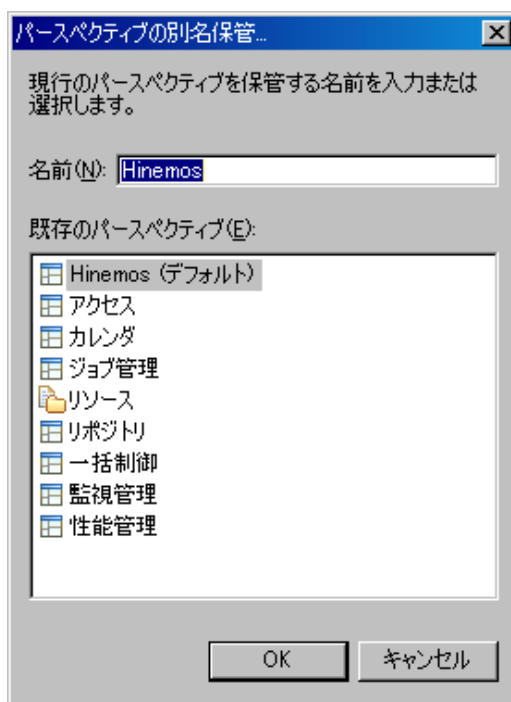 パースペクティブの別名保管...
現行のパースペクティブを保管する名前を入力または
選択します。
名前(N): Hinemos
既存のパースペクティブ(E):
Hinemos (デフォルト)
アクセス
カレンダ
ジョブ管理
リソース
リポジトリ
一括制御
監視管理
性能管理
OK キャンセル